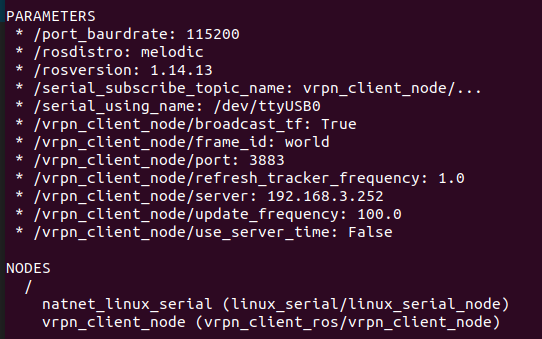 PARAMETERS
* /port_baurdrate: 115200
* /rosdistro: melodic
* /rosversion: 1.14.13
* /serial_subscribe_topic_name: vrpn_client_node/...
* /serial_using_name: /dev/ttyUSB0
* /vrpn_client_node/broadcast_tf: True
* /vrpn_client_node/frame_id: world
* /vrpn_client_node/port: 3883
* /vrpn_client_node/refresh_tracker_frequency: 1.0
* /vrpn_client_node/server: 192.168.3.252
* /vrpn_client_node/update_frequency: 100.0
* /vrpn_client_node/use_server_time: False
NODES
/
natnet_linux_serial (linux_serial/linux_serial_node)
vrpn_client_node (vrpn_client_ros/vrpn_client_node)